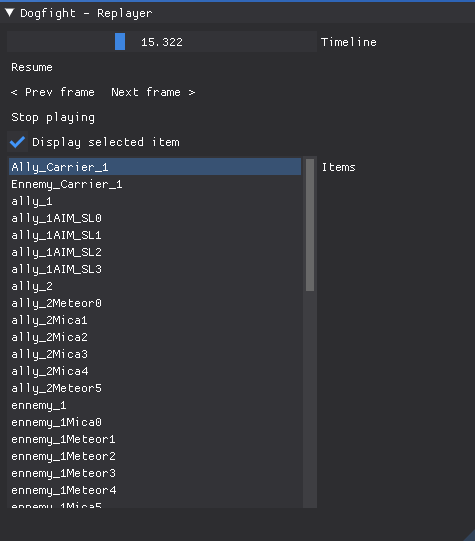 Dogfight - Replayer
15.322 Timeline
Resume
< Prev frame Next frame >
Stop playing
Display selected item
Ally_Carrier_1 Items
Ennemy_Carrier_1
ally_1
ally_1AIM_SL0
ally_1AIM_SL1
ally_1AIM_SL2
ally_1AIM_SL3
ally_2
ally_2Meteor0
ally_2Mica1
ally_2Mica2
ally_2Mica3
ally_2Mica4
ally_2Meteor5
ennemy_1
ennemy_1Mica0
ennemy_1Meteor1
ennemy_1Meteor2
ennemy_1Meteor3
ennemy_1Meteor4
ennemy_1Mica5